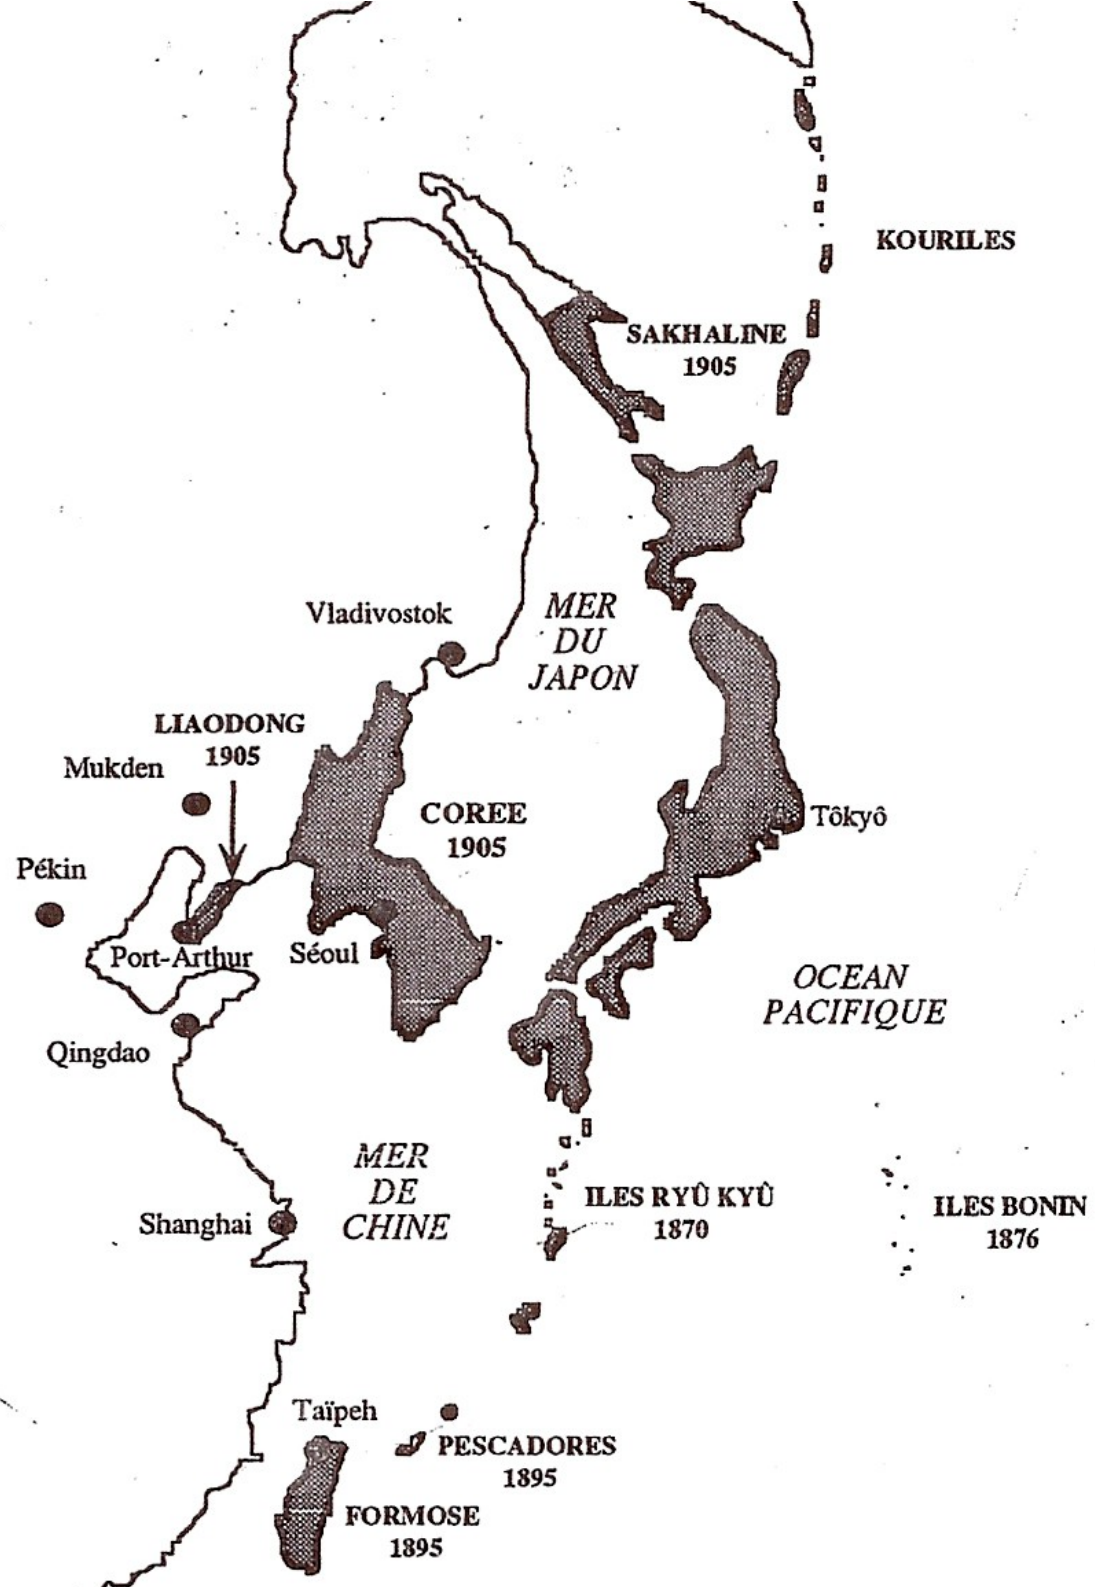 KOURILES
SAKHALINE
1905
Vladivostok
MER
DU
JAPON
LIAODONG
1905
Mukden
COREE
1905
Tôkyô
Pékin
Port-Arthur
Séoul
OCEAN
PACIFIQUE
Qingdao
MER
DE
CHINE
ILES RYÛ KYÛ
1870
ILES BONIN
1876
Shanghai
Taïpeh
PESCADORES
1895
FORMOSE
1895